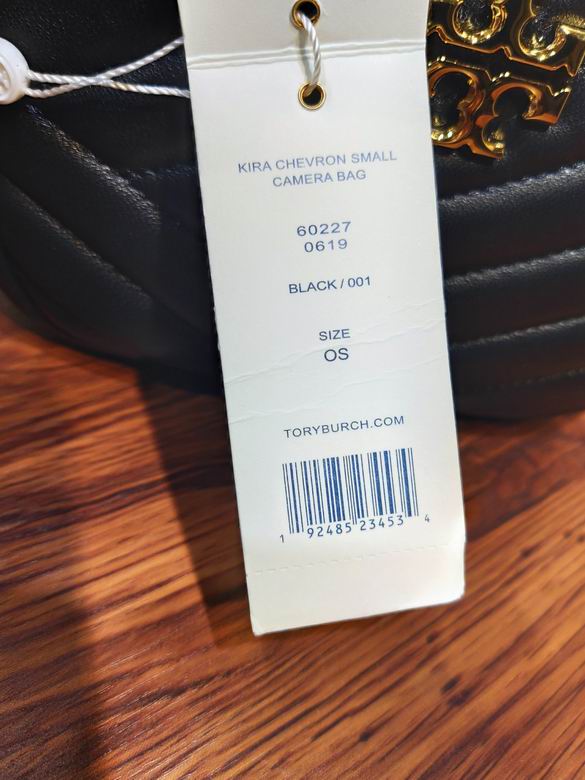 KIRA CHEVRON SMALL
CAMERA BAG
60227
0619
BLACK / 001
SIZE
OS
TORYBURCH.COM
1 92485 23453 4